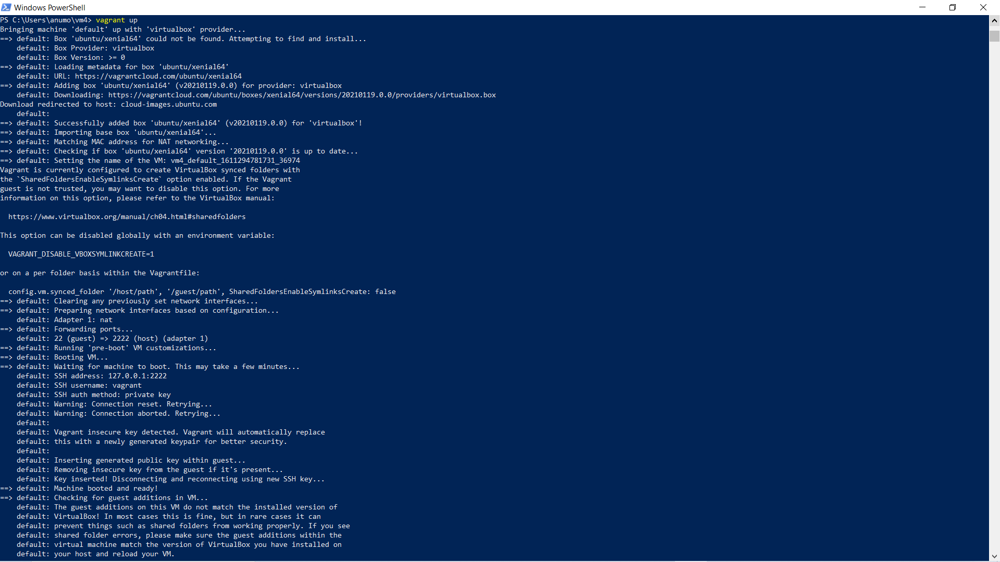 Windows PowerShell
PS C:\Users\anumo\vm4> vagrant up
Bringing machine 'default' up with 'virtualbox' provider...
==> default: Box 'ubuntu/xenial64' could not be found. Attempting to find and install...
    default: Box Provider: virtualbox
    default: Box Version: >= 0
==> default: Loading metadata for box 'ubuntu/xenial64'
    default: URL: https://vagrantcloud.com/ubuntu/xenial64
==> default: Adding box 'ubuntu/xenial64' (v20210119.0.0) for provider: virtualbox
    default: Downloading: https://vagrantcloud.com/ubuntu/boxes/xenial64/versions/20210119.0.0/providers/virtualbox.box
Download redirected to host: cloud-images.ubuntu.com
    default:
==> default: Successfully added box 'ubuntu/xenial64' (v20210119.0.0) for 'virtualbox'!
==> default: Importing base box 'ubuntu/xenial64'...
==> default: Matching MAC address for NAT networking...
==> default: Checking if box 'ubuntu/xenial64' version '20210119.0.0' is up to date...
==> default: Setting the name of the VM: vm4_default_1611294781731_36974
Vagrant is currently configured to create VirtualBox synced folders with
the `SharedFoldersEnableSymlinksCreate` option enabled. If the Vagrant
guest is not trusted, you may want to disable this option. For more
information on this option, please refer to the VirtualBox manual:
  https://www.virtualbox.org/manual/ch04.html#sharedfolders
This option can be disabled globally with an environment variable:
  VAGRANT_DISABLE_VBOXSYMLINKCREATE=1
or on a per folder basis within the Vagrantfile:
  config.vm.synced_folder '/host/path', '/guest/path', SharedFoldersEnableSymlinksCreate: false
==> default: Clearing any previously set network interfaces...
==> default: Preparing network interfaces based on configuration...
    default: Adapter 1: nat
==> default: Forwarding ports...
    default: 22 (guest) => 2222 (host) (adapter 1)
==> default: Running 'pre-boot' VM customizations...
==> default: Booting VM...
==> default: Waiting for machine to boot. This may take a few minutes...
    default: SSH address: 127.0.0.1:2222
    default: SSH username: vagrant
    default: SSH auth method: private key
    default: Warning: Connection reset. Retrying...
    default: Warning: Connection aborted. Retrying...
    default:
    default: Vagrant insecure key detected. Vagrant will automatically replace
    default: this with a newly generated keypair for better security.
    default:
    default: Inserting generated public key within guest...
    default: Removing insecure key from the guest if it's present...
    default: Key inserted! Disconnecting and reconnecting using new SSH key...
==> default: Machine booted and ready!
==> default: Checking for guest additions in VM...
    default: The guest additions on this VM do not match the installed version of
    default: VirtualBox! In most cases this is fine, but in rare cases it can
    default: prevent things such as shared folders from working properly. If you see
    default: shared folder errors, please make sure the guest additions within the
    default: virtual machine match the version of VirtualBox you have installed on
    default: your host and reload your VM.